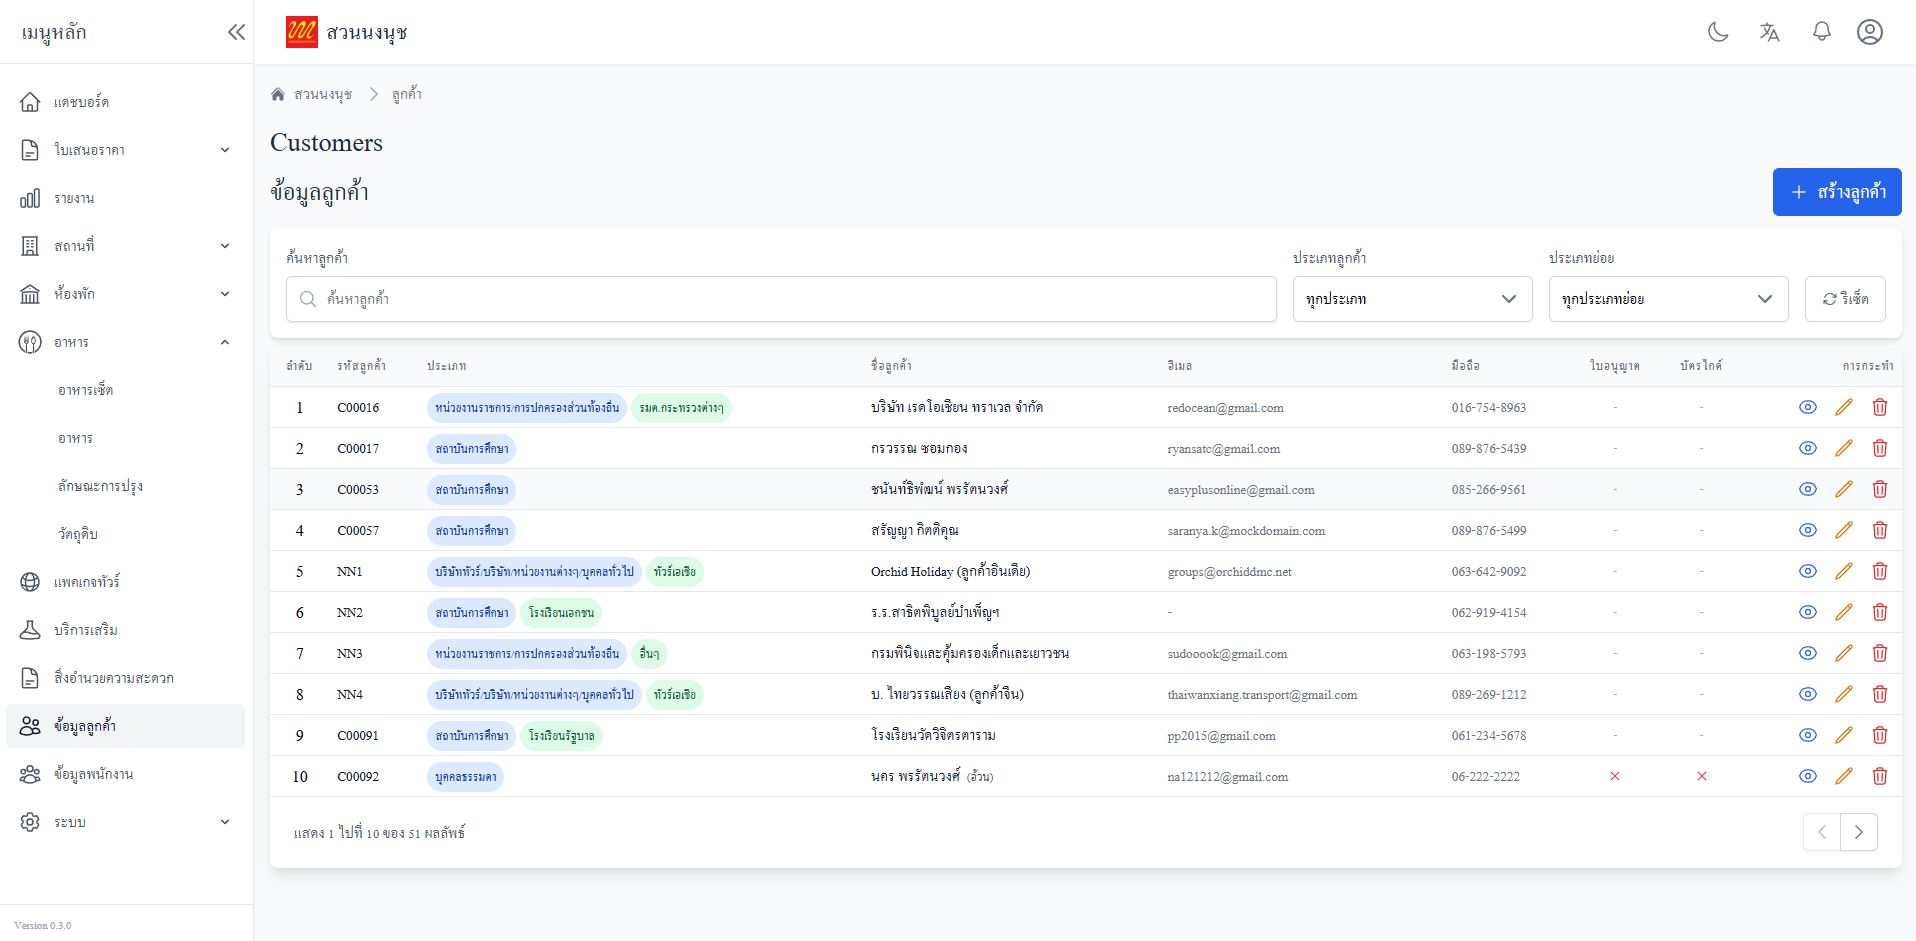 เมนูหลัก
สวนนงนุช
แดชบอร์ด
ใบเสนอราคา
รายงาน
สถานที่
ห้องพัก
อาหาร
อาหารเซ็ต
อาหาร
ลักษณะการปรุง
วัตถุดิบ
แพคเกจทัวร์
บริการเสริม
สิ่งอำนวยความสะดวก
ข้อมูลลูกค้า
ข้อมูลพนักงาน
ระบบ
Version 0.3.0
สวนนงนุช ลูกค้า
Customers
ข้อมูลลูกค้า
สร้างลูกค้า
ค้นหาลูกค้า ประเภทลูกค้า ประเภทย่อย
ค้นหาลูกค้า ทุกประเภท ทุกประเภทย่อย รีเซ็ต
ลำดับ รหัสลูกค้า ประเภท ชื่อลูกค้า อีเมล มือถือ ใบอนุญาต บัตรไกด์ การกระทำ
1 C00016 หน่วยงานราชการ/การปกครองส่วนท้องถิ่น รมต.กระทรวงต่างๆ บริษัท เรด โอเชียน ทราเวล จำกัด redocean@gmail.com 016-754-8963 - -
2 C00017 สถาบันการศึกษา กรวรรณ ซอมกอง ryansatc@gmail.com 089-876-5439 - -
3 C00053 สถาบันการศึกษา ชนันท์ธิพัฒน์ พรรัตนวงศ์ easyplusonline@gmail.com 085-266-9561 - -
4 C00057 สถาบันการศึกษา สรัญญา กิตติคุณ saranya.k@mockdomain.com 089-876-5499 - -
5 NN1 บริษัททัวร์/บริษัท/หน่วยงานต่างๆ/บุคคลทั่วไป ทัวร์เอเชีย Orchid Holiday (ลูกค้าอินเดีย) groups@orchiddmc.net 063-642-9092 - -
6 NN2 สถาบันการศึกษา โรงเรียนเอกชน ร.ร.สาธิตพิบูลย์บำเพ็ญฯ - 062-919-4154 - -
7 NN3 หน่วยงานราชการ/การปกครองส่วนท้องถิ่น อื่นๆ กรมพินิจและคุ้มครองเด็กและเยาวชน sudooook@gmail.com 063-198-5793 - -
8 NN4 บริษัททัวร์/บริษัท/หน่วยงานต่างๆ/บุคคลทั่วไป ทัวร์เอเชีย บ. ไทยวรรณเสียง (ลูกค้าจีน) thaiwanxiang.transport@gmail.com 089-269-1212 - -
9 C00091 สถาบันการศึกษา โรงเรียนรัฐบาล โรงเรียนวัดวิจิตรตาราม pp2015@gmail.com 061-234-5678 - -
10 C00092 บุคคลธรรมดา นคร พรรัตนวงศ์ (อ้วน) na121212@gmail.com 06-222-2222
แสดง 1 ไปที่ 10 ของ 51 ผลลัพธ์